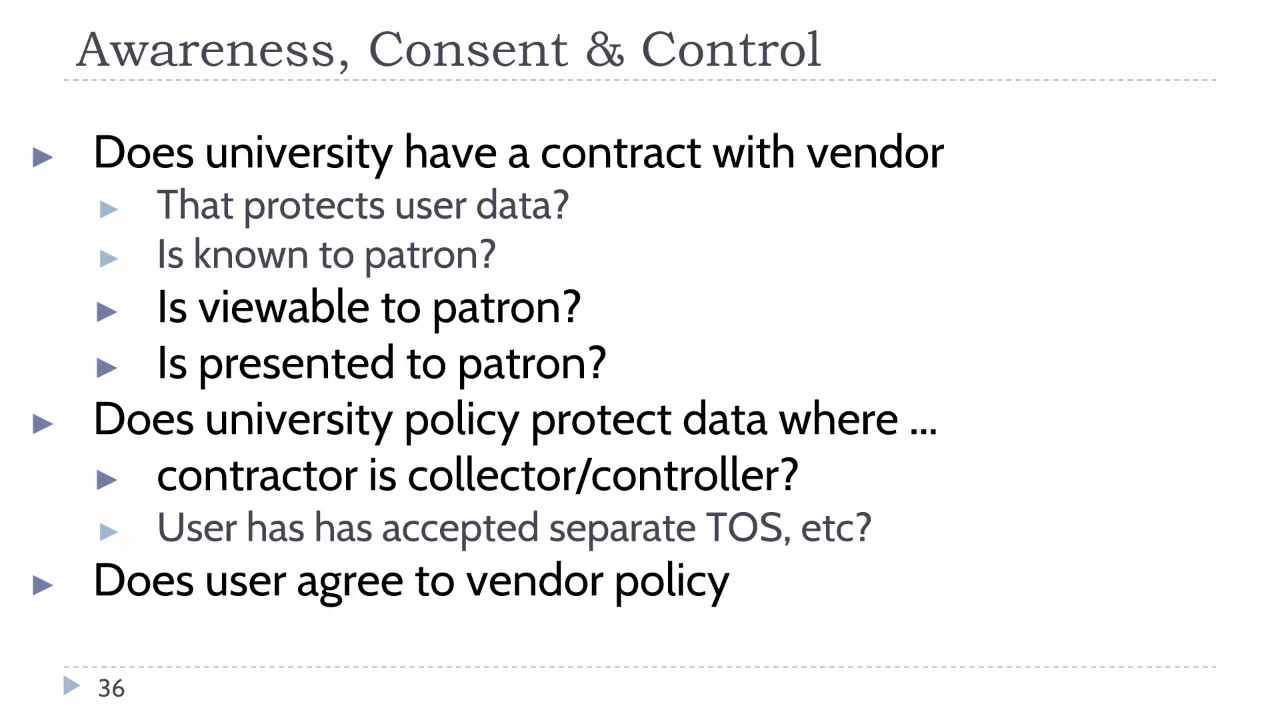 Awareness, Consent & Control
Does university have a contract with vendor
That protects user data?
Is known to patron?
Is viewable to patron?
Is presented to patron?
Does university policy protect data where ...
contractor is collector/controller?
User has has accepted separate TOS, etc?
Does user agree to vendor policy
36